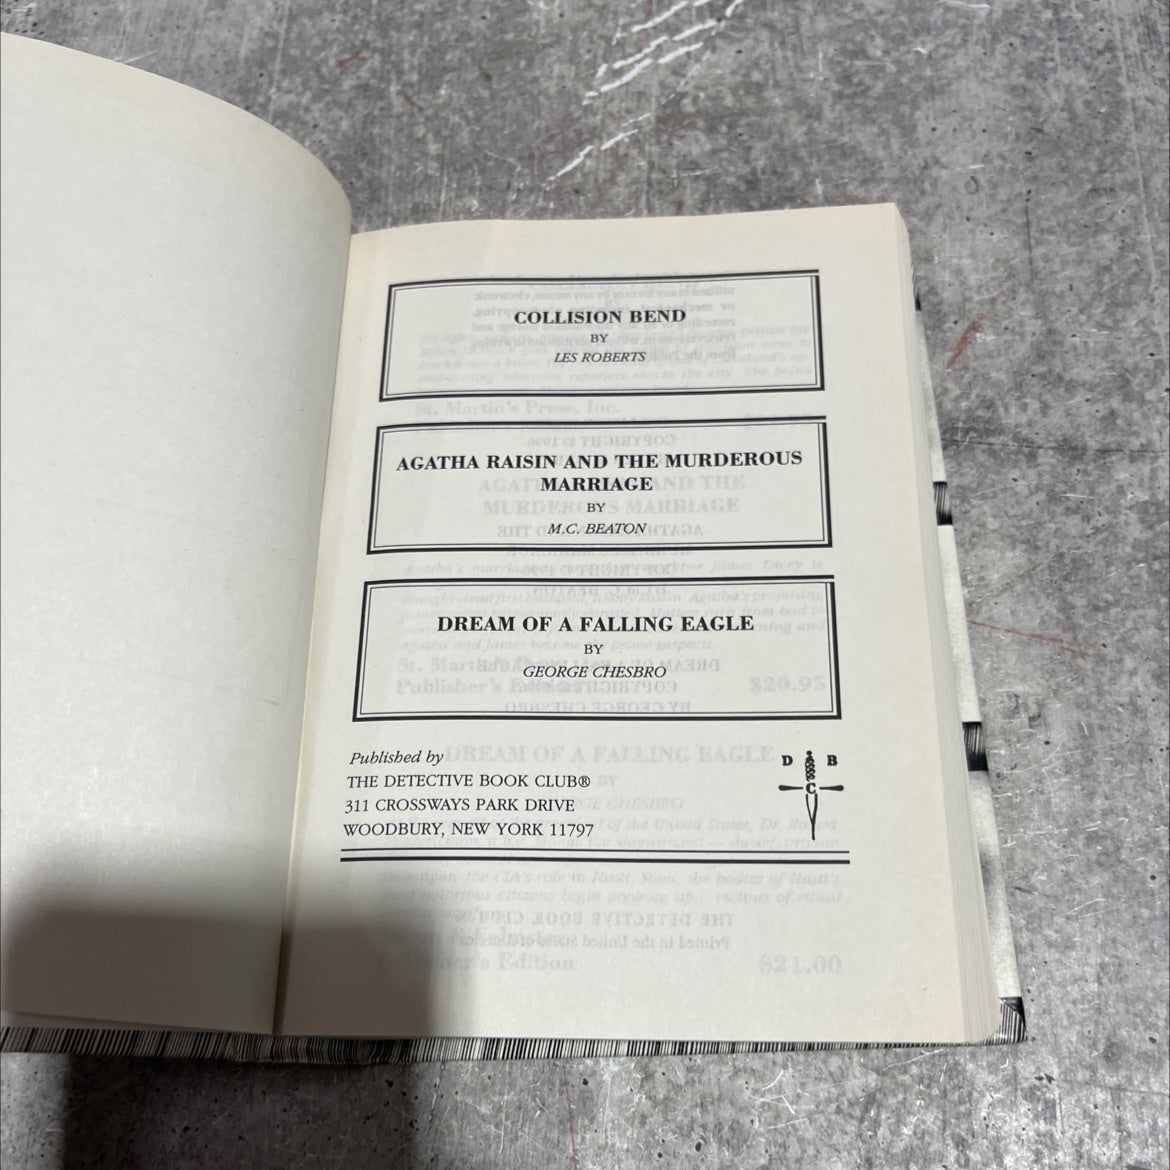 COLLISION BEND
BY
LES ROBERTS
AGATHA RAISIN AND THE MURDEROUS
MARRIAGE
BY
M.C. BEATON
DREAM OF A FALLING EAGLE
BY
GEORGE CHESBRO
Published by
THE DETECTIVE BOOK CLUB®
311 CROSSWAYS PARK DRIVE
WOODBURY, NEW YORK 11797
D B
C